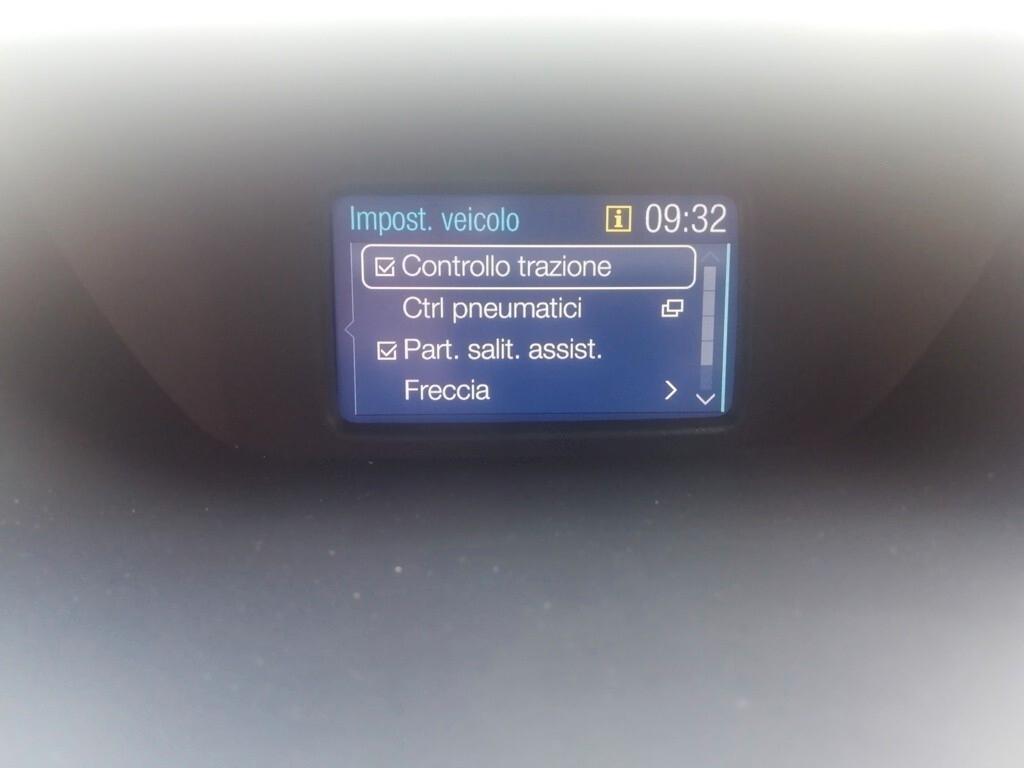 Impost. veicolo i 09:32
Controllo trazione
Ctrl pneumatici
Part. salit. assist.
Freccia